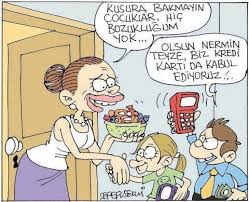 KUSURA BAKMAYIN
ÇOCUKLAR, HİÇ
BOZUKLUĞUM
YOK...
OLSUN NERMİN
TEYZE, BİZ KREDİ
KARTI DA KABUL
EDİYORUZ!..